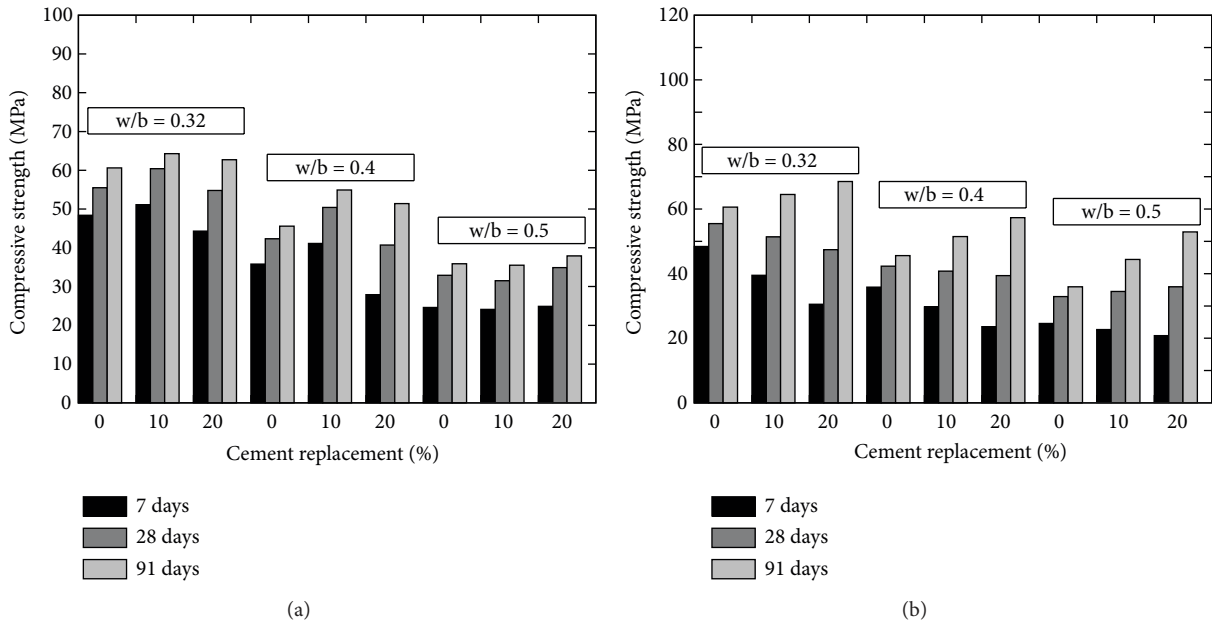 100
90
80
70
60
50
40
30
20
10
0
Compressive strength (MPa)
w/b = 0.32
w/b = 0.4
w/b = 0.5
0 10 20 0 10 20 0 10 20
Cement replacement (%)
7 days
28 days
91 days
(a)
120
100
80
60
40
20
0
Compressive strength (MPa)
w/b = 0.32
w/b = 0.4
w/b = 0.5
0 10 20 0 10 20 0 10 20
Cement replacement (%)
7 days
28 days
91 days
(b)